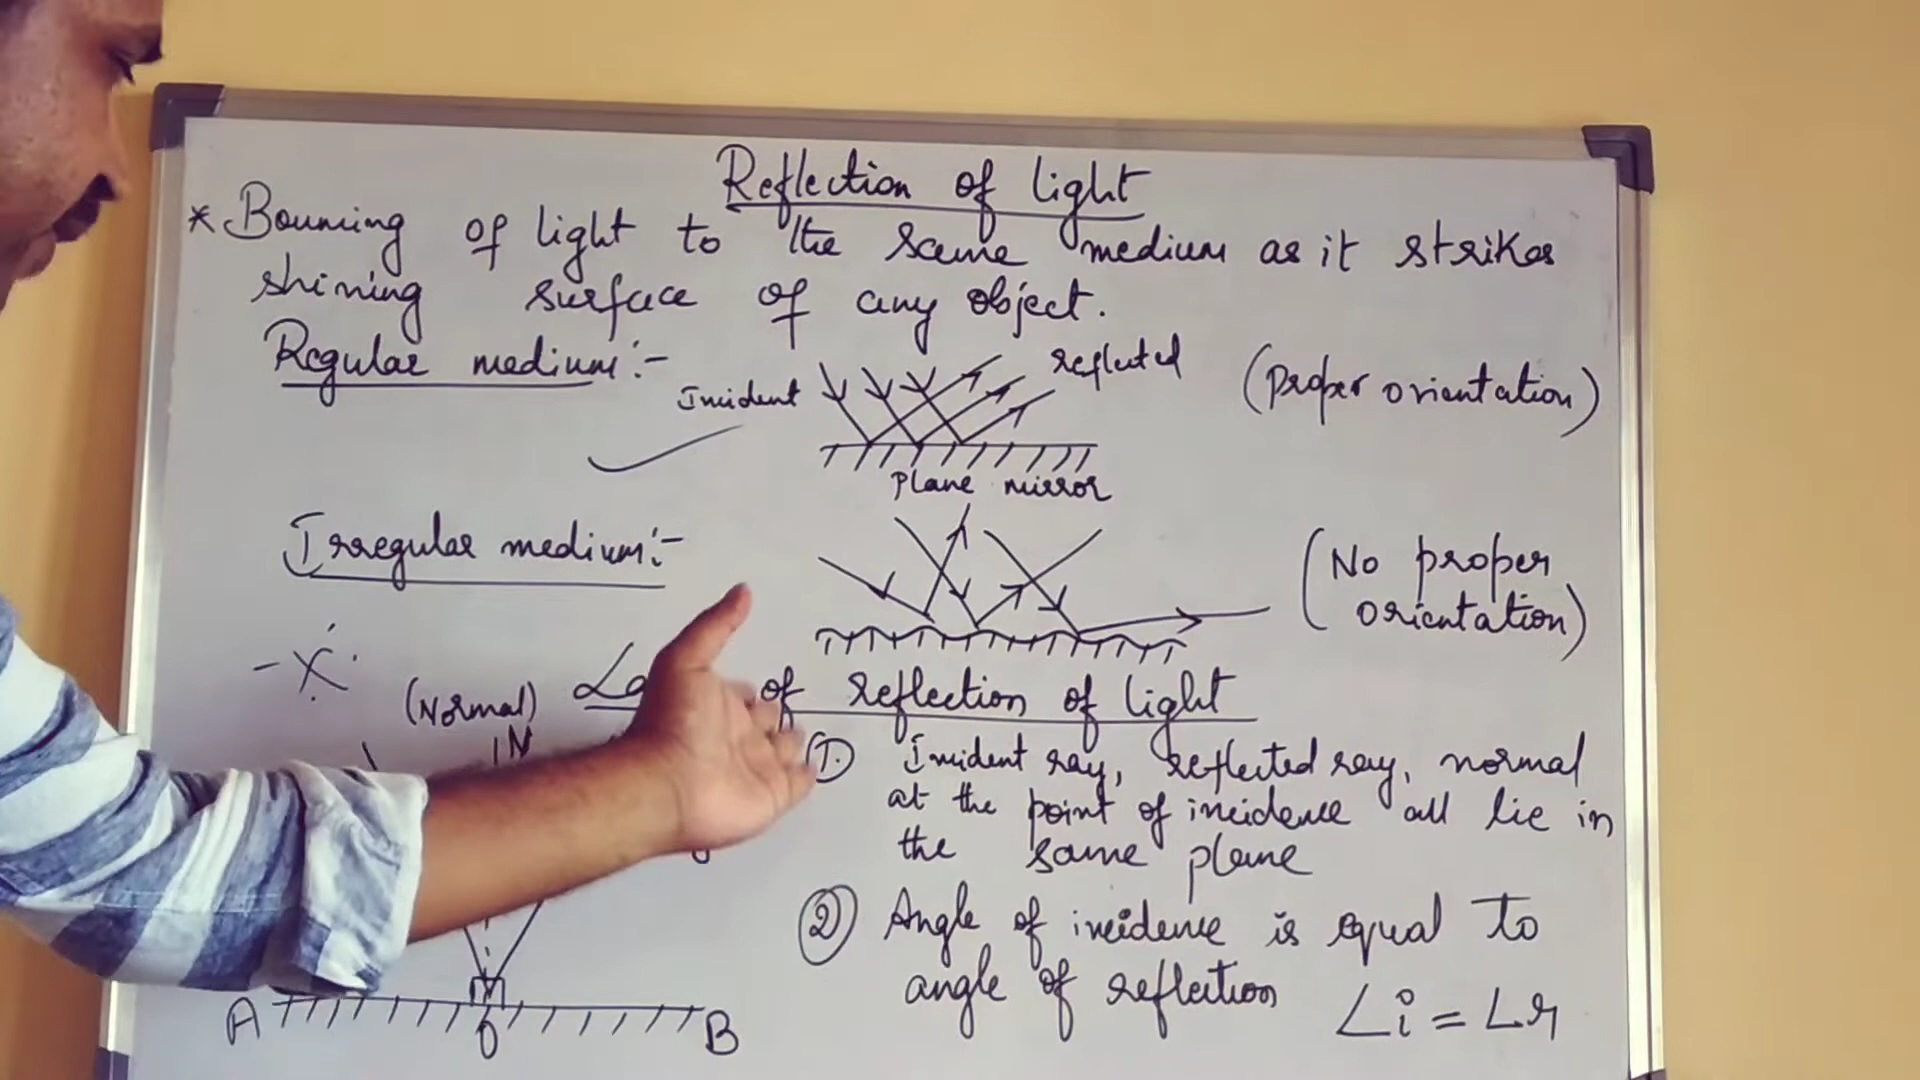 Reflection of light
* Bouncing of light to the same medium as it strikes
shining surface of any object.
Regular medium:-
Incident
reflected
(Proper orientation)
Plane mirror
Irregular medium:-
(No proper
orientation)
- X
(Normal)
N
of reflection of light
1. Incident ray, reflected ray, normal
at the point of incidence all lie in
the same plane
2 Angle of incidence is equal to
angle of reflection
∠i = ∠r
A
O
B